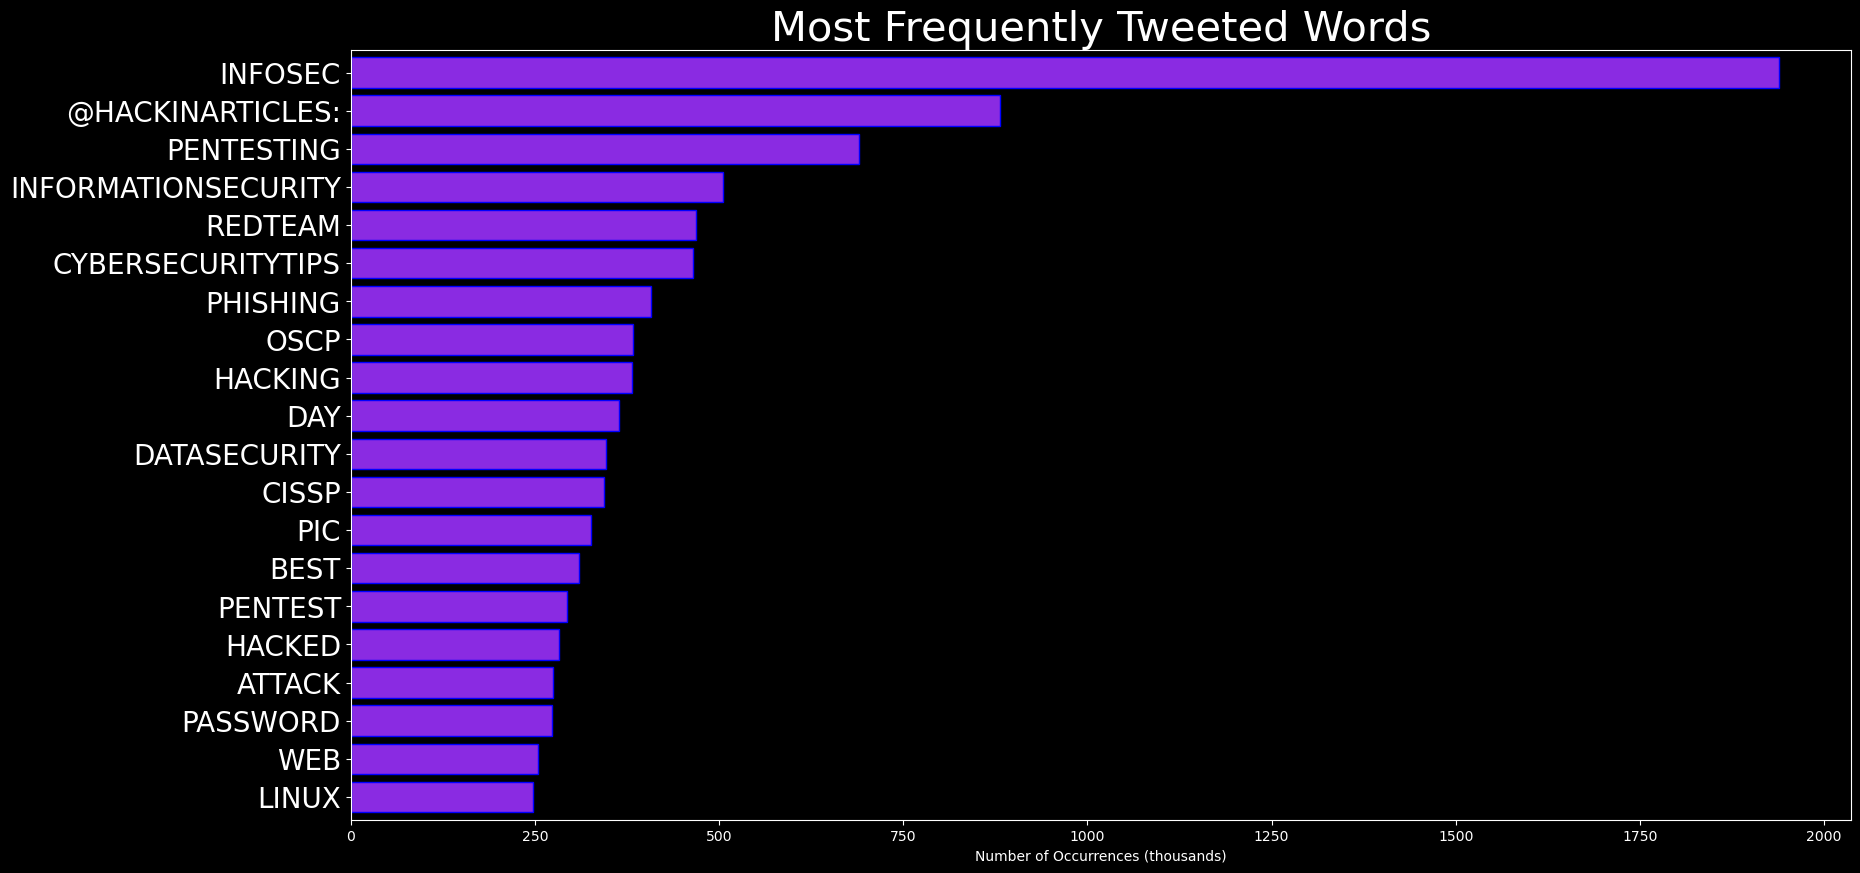 Most Frequently Tweeted Words
INFOSEC
@HACKINARTICLES:
PENTESTING
INFORMATIONSECURITY
REDTEAM
CYBERSECURITYTIPS
PHISHING
OSCP
HACKING
DAY
DATASECURITY
CISSP
PIC
BEST
PENTEST
HACKED
ATTACK
PASSWORD
WEB
LINUX
0 250 500 750 1000 1250 1500 1750 2000
Number of Occurrences (thousands)